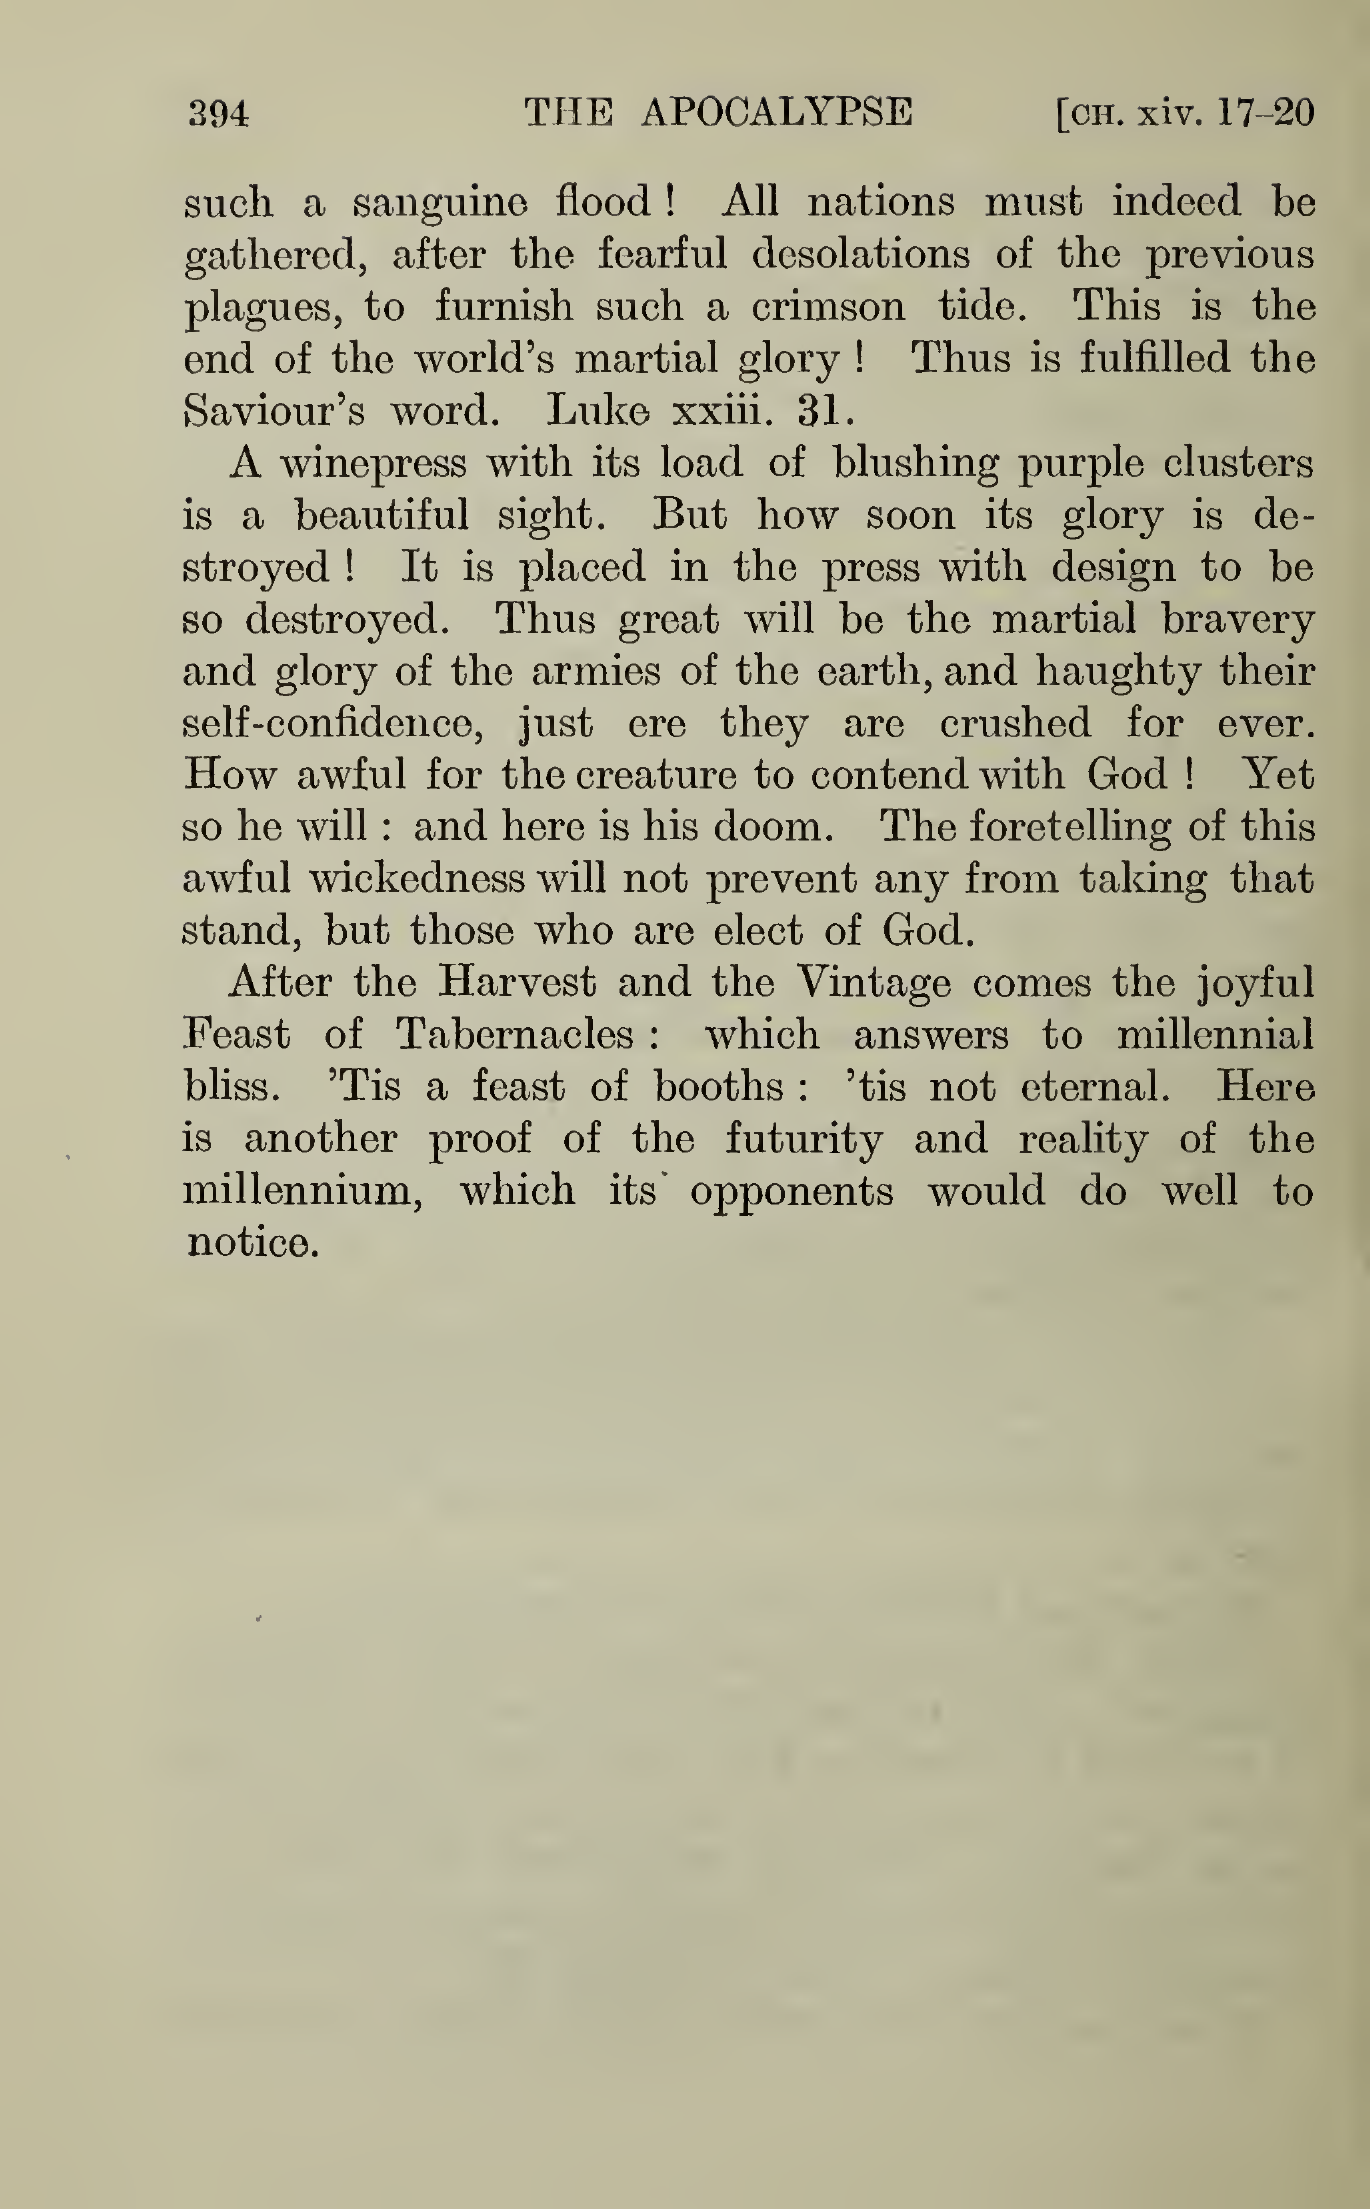 394 THE APOCALYPSE [CH. xiv. 17–20
such a sanguine flood ! All nations must indeed be
gathered, after the fearful desolations of the previous
plagues, to furnish such a crimson tide. This is the
end of the world’s martial glory ! Thus is fulfilled the
Saviour’s word. Luke xxiii. 31.
A winepress with its load of blushing purple clusters
is a beautiful sight. But how soon its glory is de-
stroyed ! It is placed in the press with design to be
so destroyed. Thus great will be the martial bravery
and glory of the armies of the earth, and haughty their
self-confidence, just ere they are crushed for ever.
How awful for the creature to contend with God ! Yet
so he will : and here is his doom. The foretelling of this
awful wickedness will not prevent any from taking that
stand, but those who are elect of God.
After the Harvest and the Vintage comes the joyful
Feast of Tabernacles : which answers to millennial
bliss. ’Tis a feast of booths : ’tis not eternal. Here
is another proof of the futurity and reality of the
millennium, which its opponents would do well to
notice.